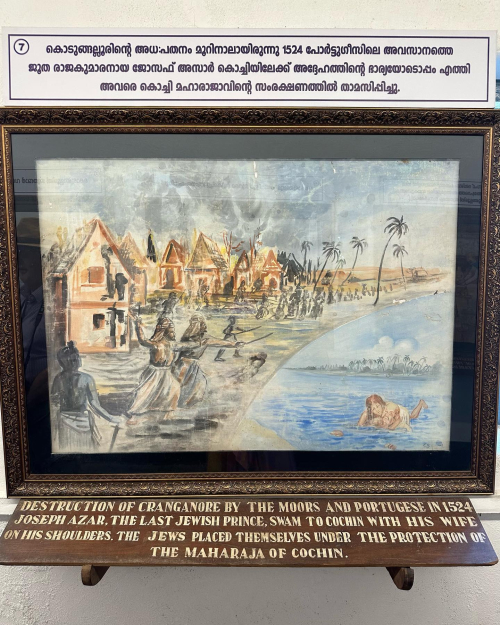 7 കൊടുങ്ങല്ലൂരിന്റെ അധഃപതനം മൂറിനാലായിരുന്നു 1524 പോർട്ടുഗീസിലെ അവസാനത്തെ
ജൂത രാജകുമാരനായ ജോസഫ് അസാർ കൊച്ചിയിലേക്ക് അദ്ദേഹത്തിന്റെ ഭാര്യയോടൊപ്പം എത്തി
അവരെ കൊച്ചി മഹാരാജാവിന്റെ സംരക്ഷണത്തിൽ താമസിപ്പിച്ചു.
DESTRUCTION OF CRANGANORE BY THE MOORS AND PORTUGESE IN 1524
JOSEPH AZAR, THE LAST JEWISH PRINCE, SWAM TO COCHIN WITH HIS WIFE
ON HIS SHOULDERS. THE JEWS PLACED THEMSELVES UNDER THE PROTECTION OF
THE MAHARAJA OF COCHIN.